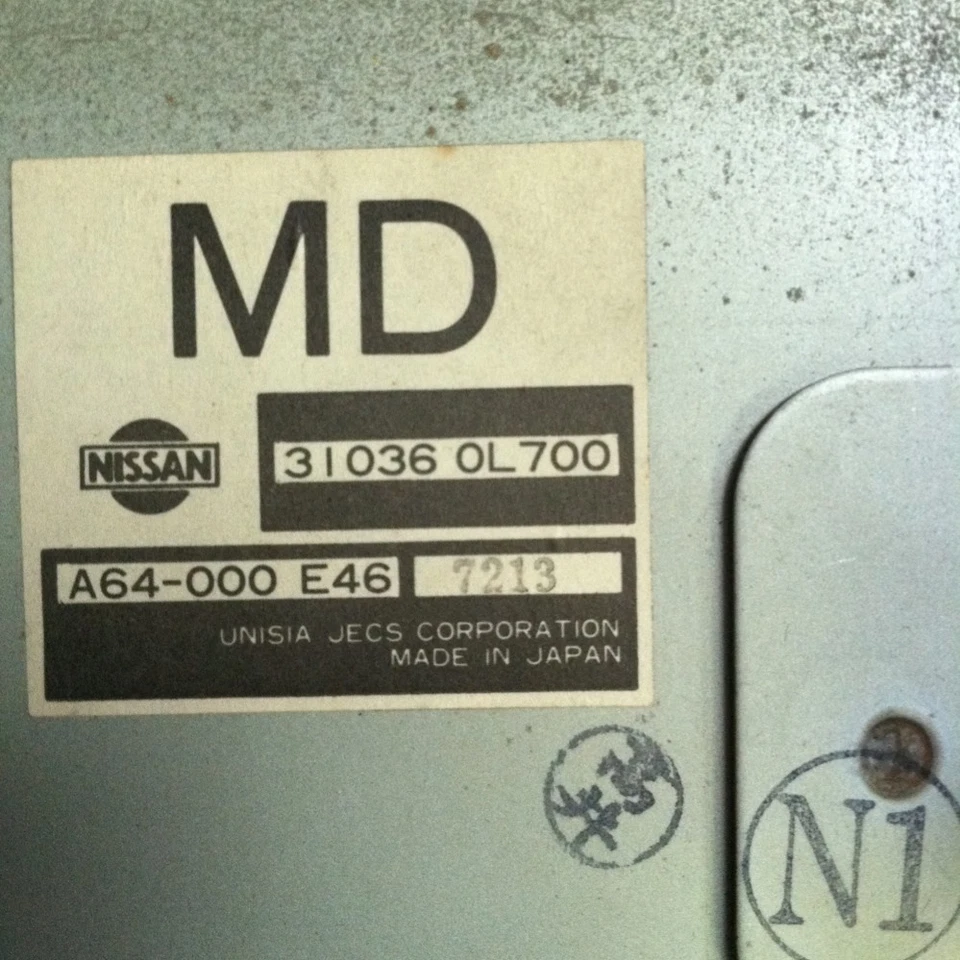 MD
NISSAN
31036 0L700
A64-000 E46 7213
UNISIA JECS CORPORATION
MADE IN JAPAN
N1